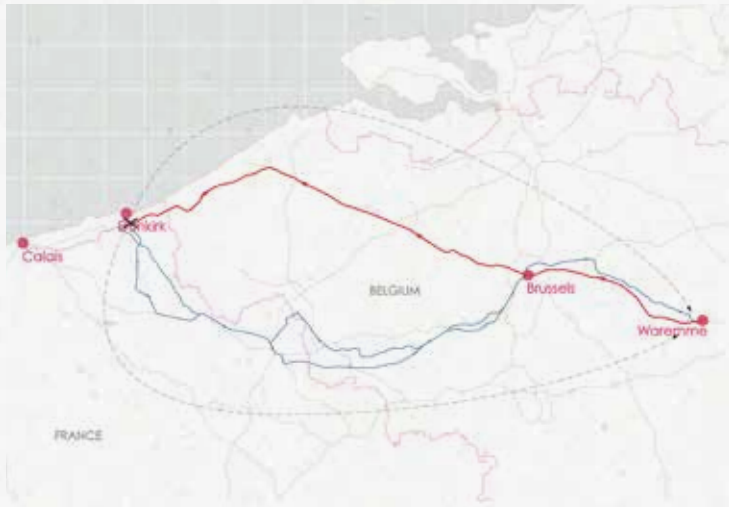 Dunkirk
Calais
BELGIUM
Brussels
Waremme
FRANCE